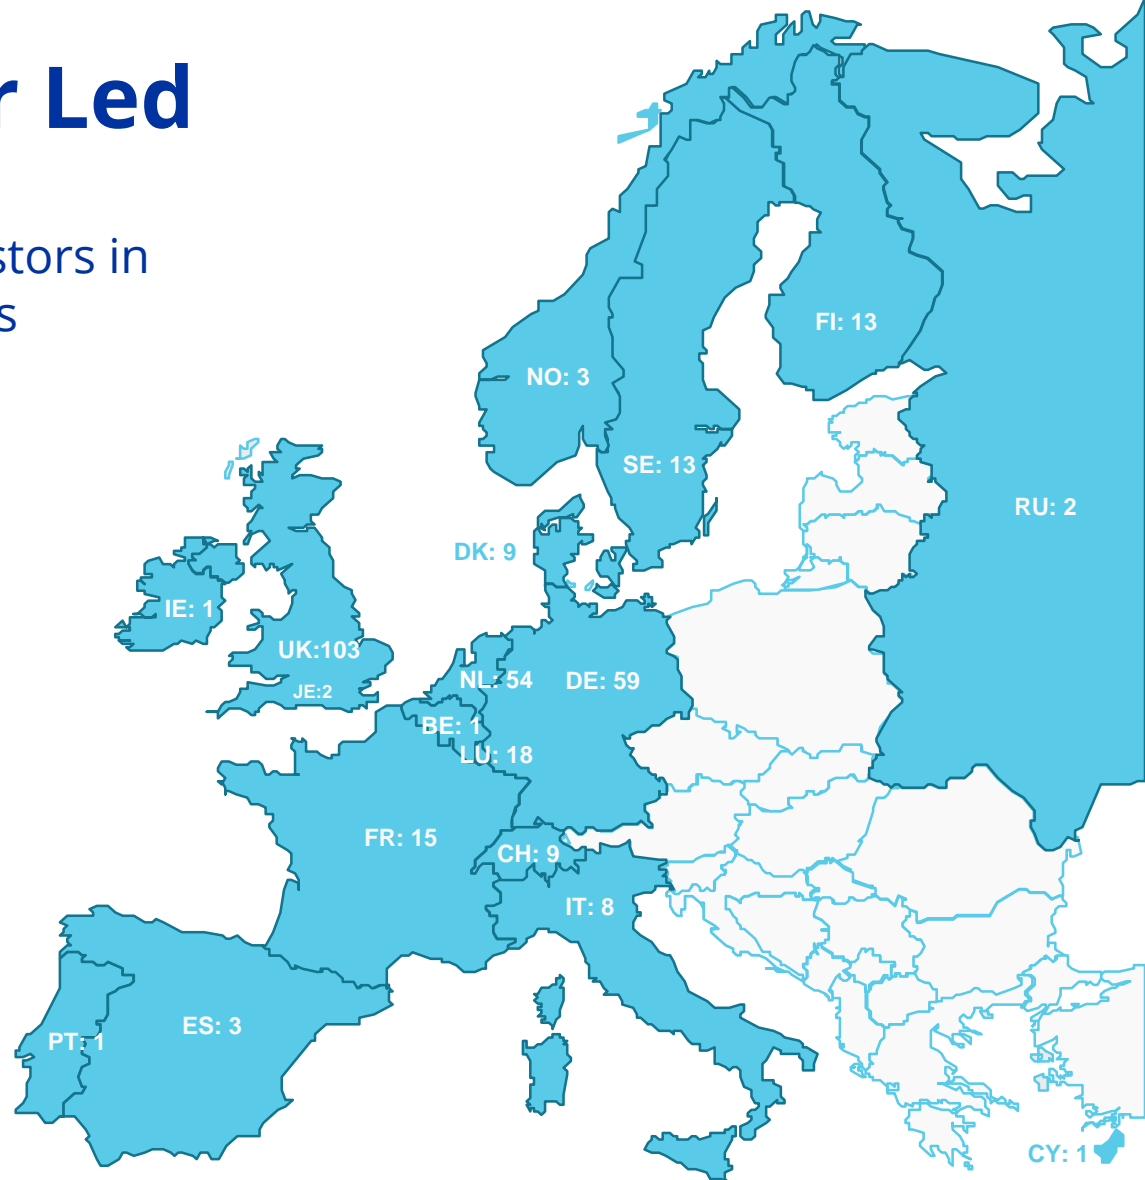 r Led
stors in
s
FI: 13
NO: 3
SE: 13
RU: 2
DK: 9
IE: 1
UK:103
NL: 54
DE: 59
JE:2
BE: 1
LU: 18
FR: 15
CH: 9
IT: 8
ES: 3
PT: 1
CY: 1